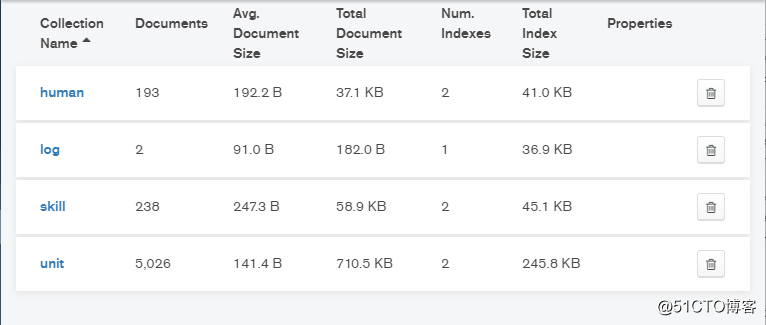 Collection Name Documents Avg. Document Size Total Document Size Num. Indexes Total Index Size Properties
human 193 192.2 B 37.1 KB 2 41.0 KB
log 2 91.0 B 182.0 B 1 36.9 KB
skill 238 247.3 B 58.9 KB 2 45.1 KB
unit 5,026 141.4 B 710.5 KB 2 245.8 KB
@51CTO博客